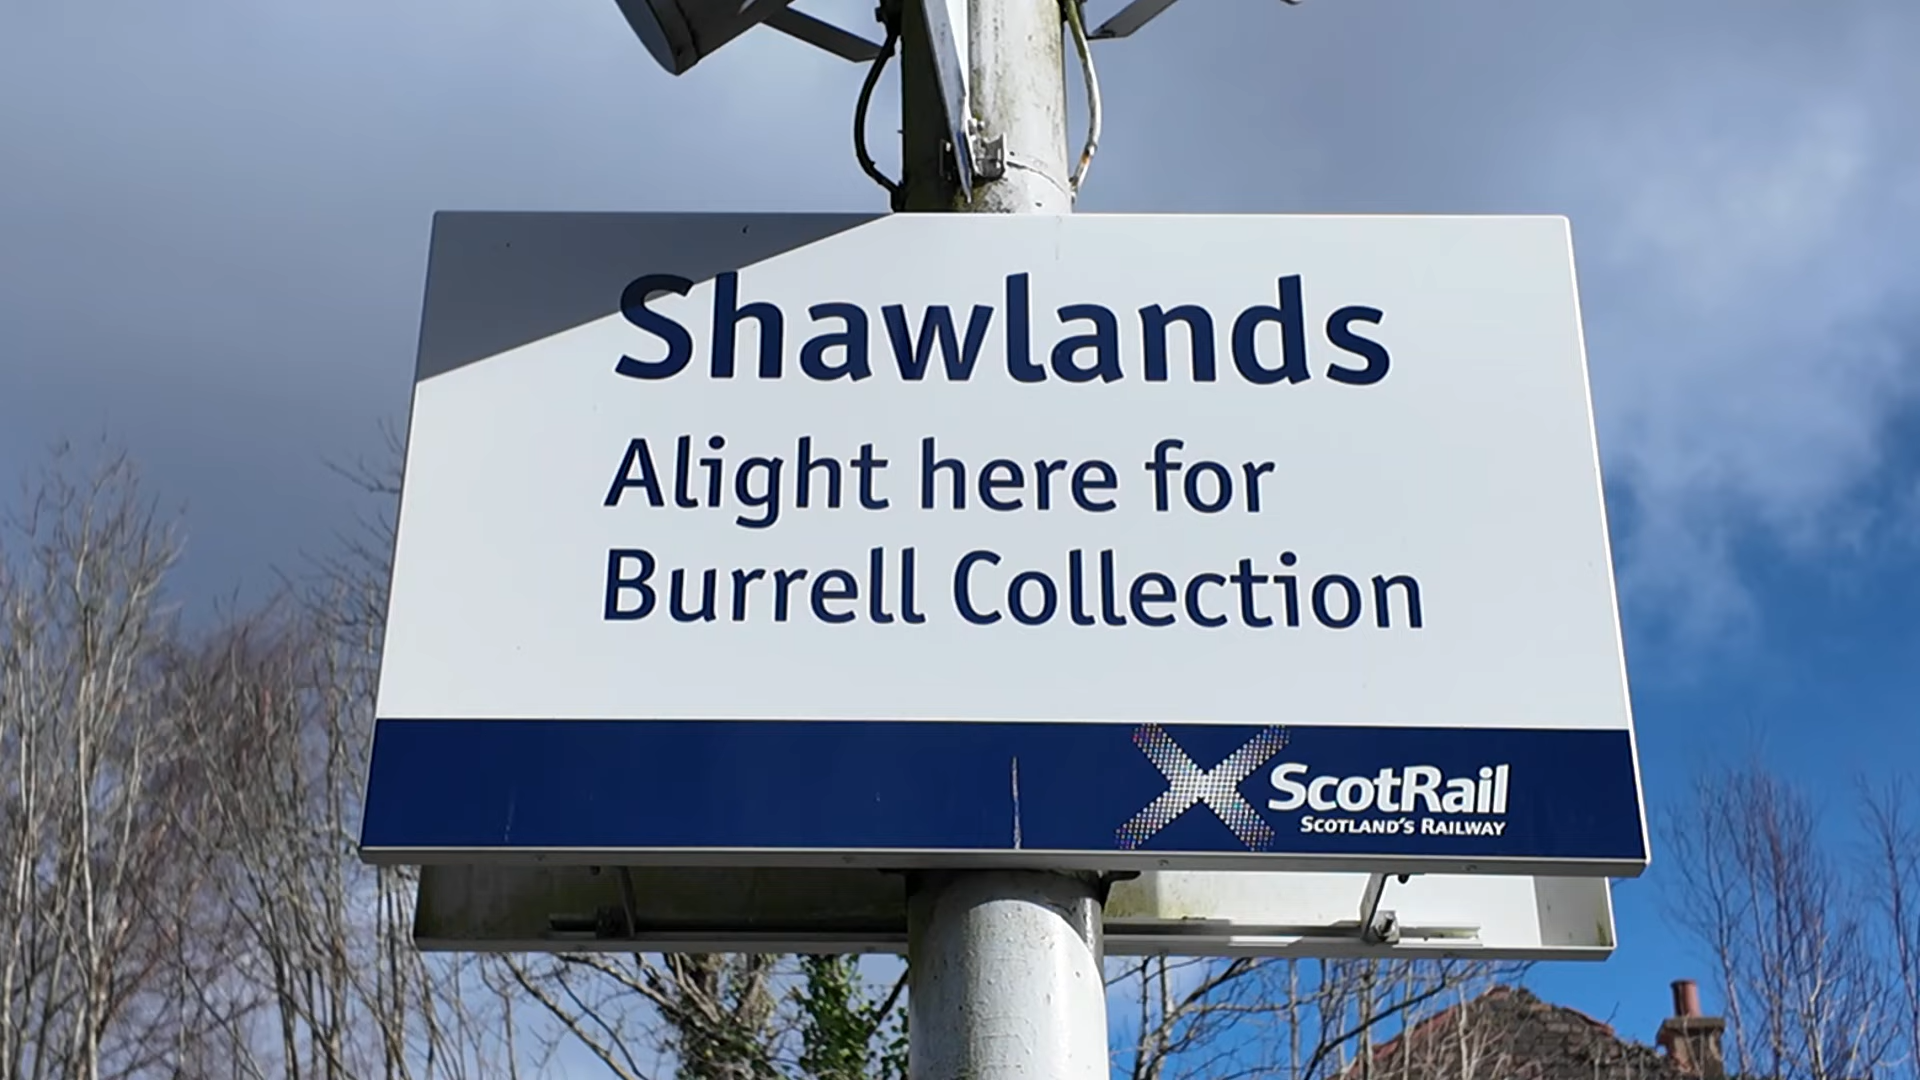 Shawlands
Alight here for
Burrell Collection
ScotRail
SCOTLAND'S RAILWAY